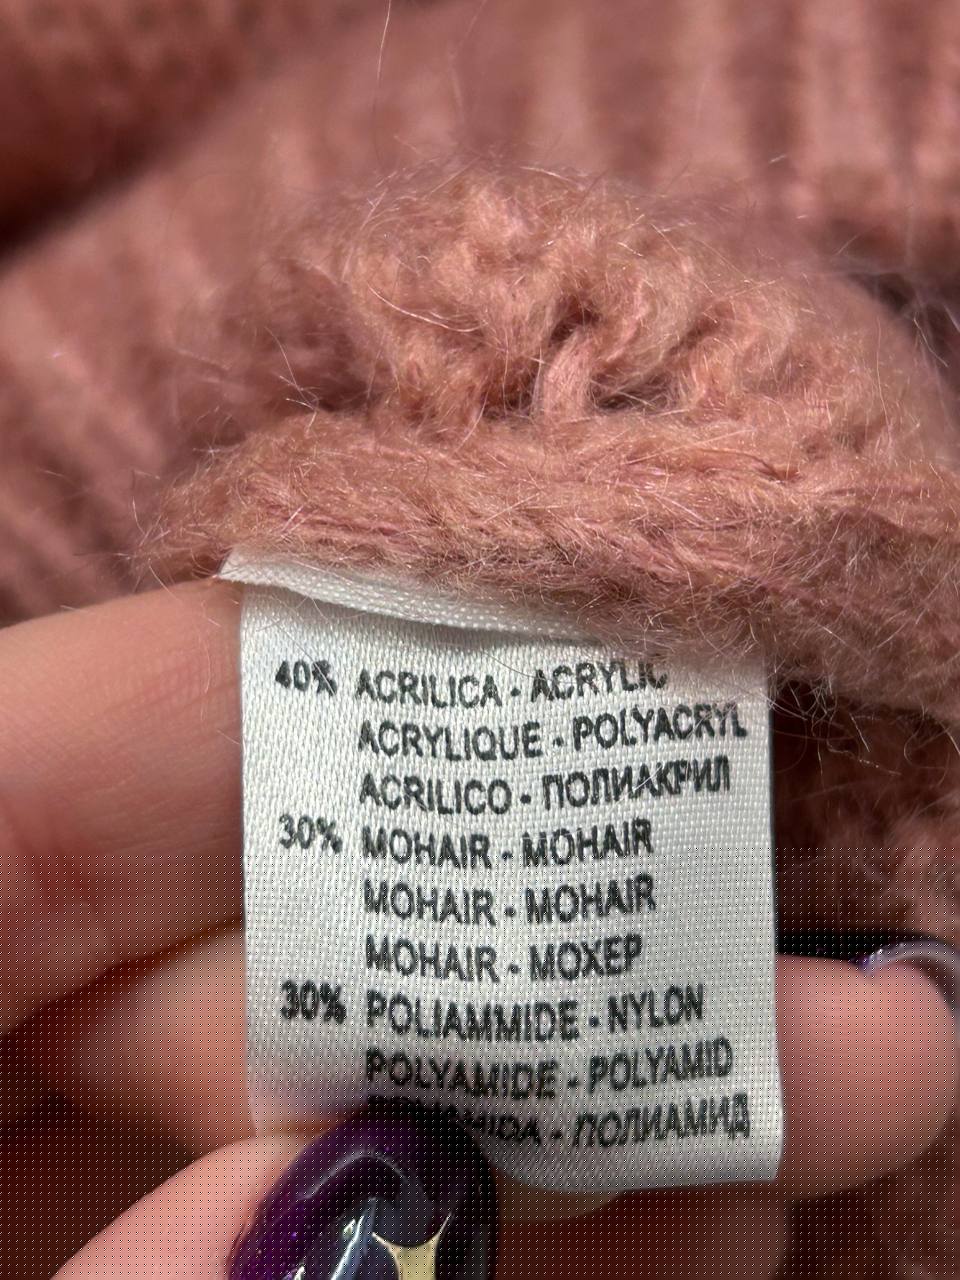 40% ACRILICA - ACRYLIC
ACRYLIQUE - POLYACRYL
ACRILICO - ПОЛИАКРИЛ
30% MOHAIR - MOHAIR
MOHAIR - MOHAIR
MOHAIR - МОХЕР
30% POLIAMMIDE - NYLON
POLYAMIDE - POLYAMID
- ПОЛИАМИД